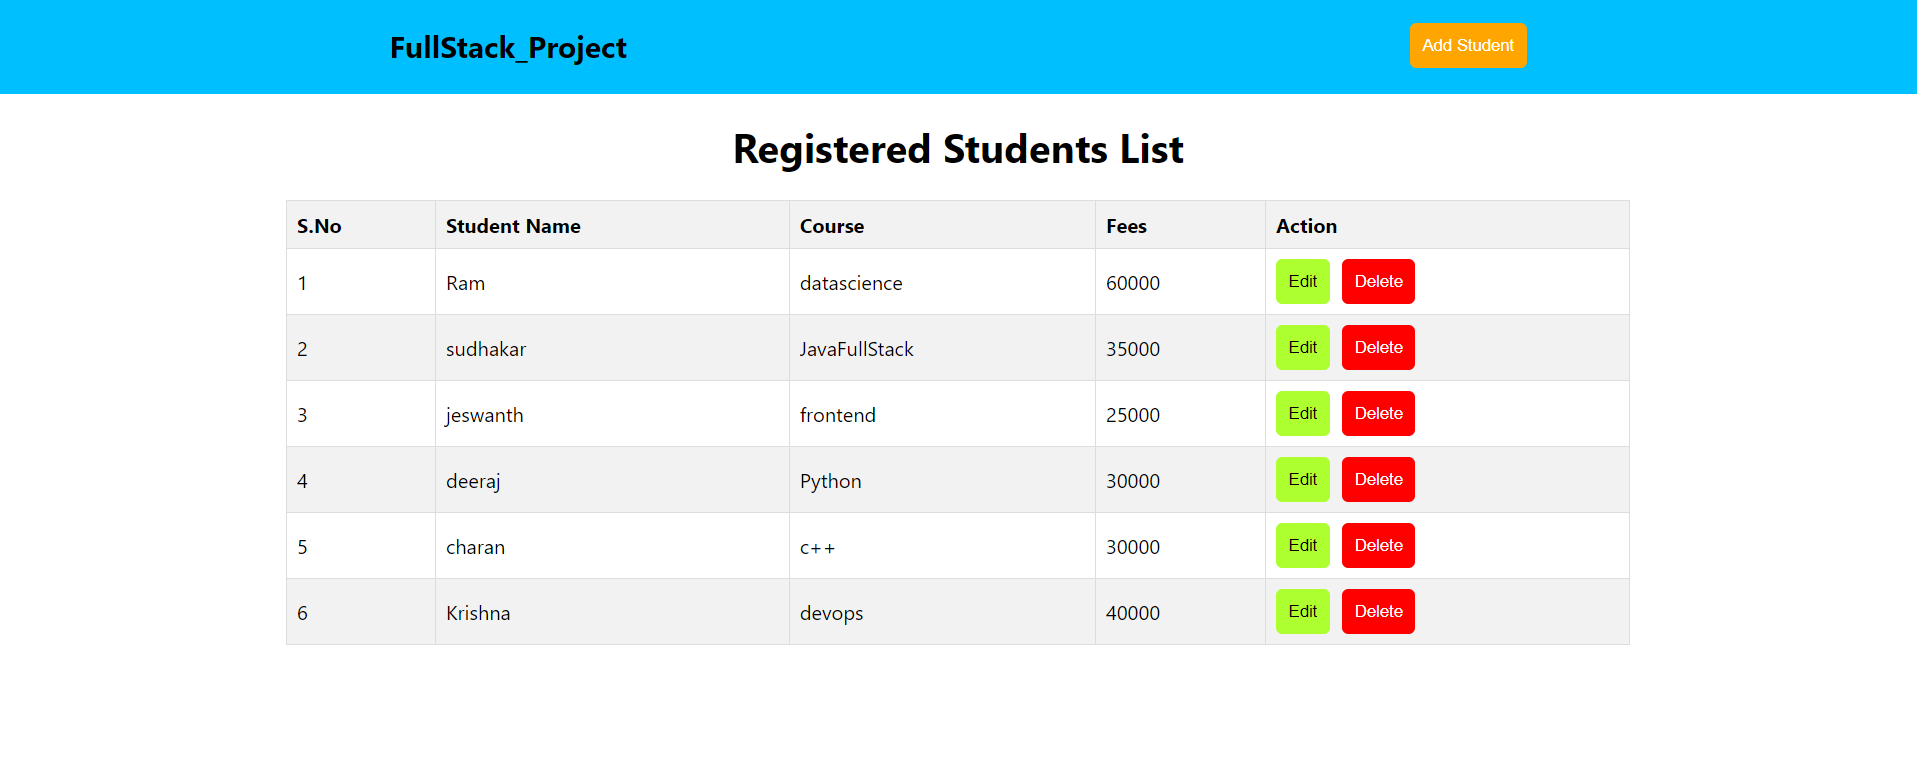 FullStack_Project Add Student
Registered Students List
S.No Student Name Course Fees Action
1 Ram datascience 60000 Edit Delete
2 sudhakar JavaFullStack 35000 Edit Delete
3 jeswanth frontend 25000 Edit Delete
4 deeraj Python 30000 Edit Delete
5 charan c++ 30000 Edit Delete
6 Krishna devops 40000 Edit Delete